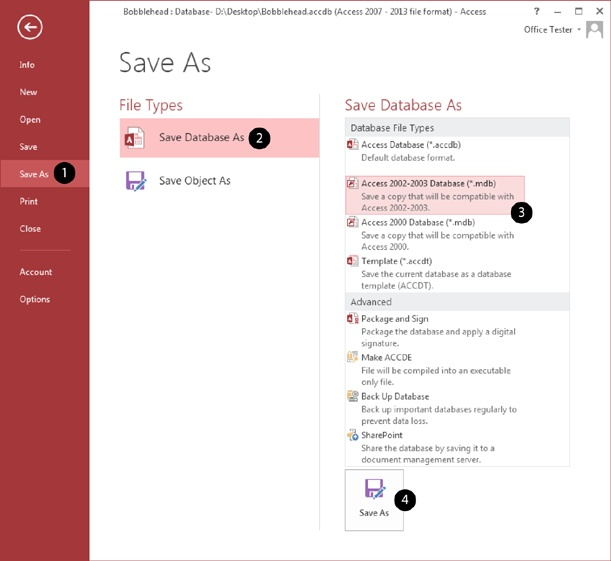 Bobblehead : Database- D:\Desktop\Bobblehead.accdb (Access 2007 - 2013 file format) - Access
?
Office Tester
Info
New
Open
Save
Save As
1
Print
Close
Account
Options
Save As
File Types
Save Database As
2
Save Object As
Save Database As
Database File Types
Access Database (*.accdb)
Default database format.
Access 2002-2003 Database (*.mdb)
Save a copy that will be compatible with
Access 2002-2003.
3
Access 2000 Database (*.mdb)
Save a copy that will be compatible with
Access 2000.
Template (*.accdt)
Save the current database as a database
template (ACCDT).
Advanced
Package and Sign
Package the database and apply a digital
signature.
Make ACCDE
File will be compiled into an executable
only file.
Back Up Database
Back up important databases regularly to
prevent data loss.
SharePoint
Share the database by saving it to a
document management server.
Save As
4